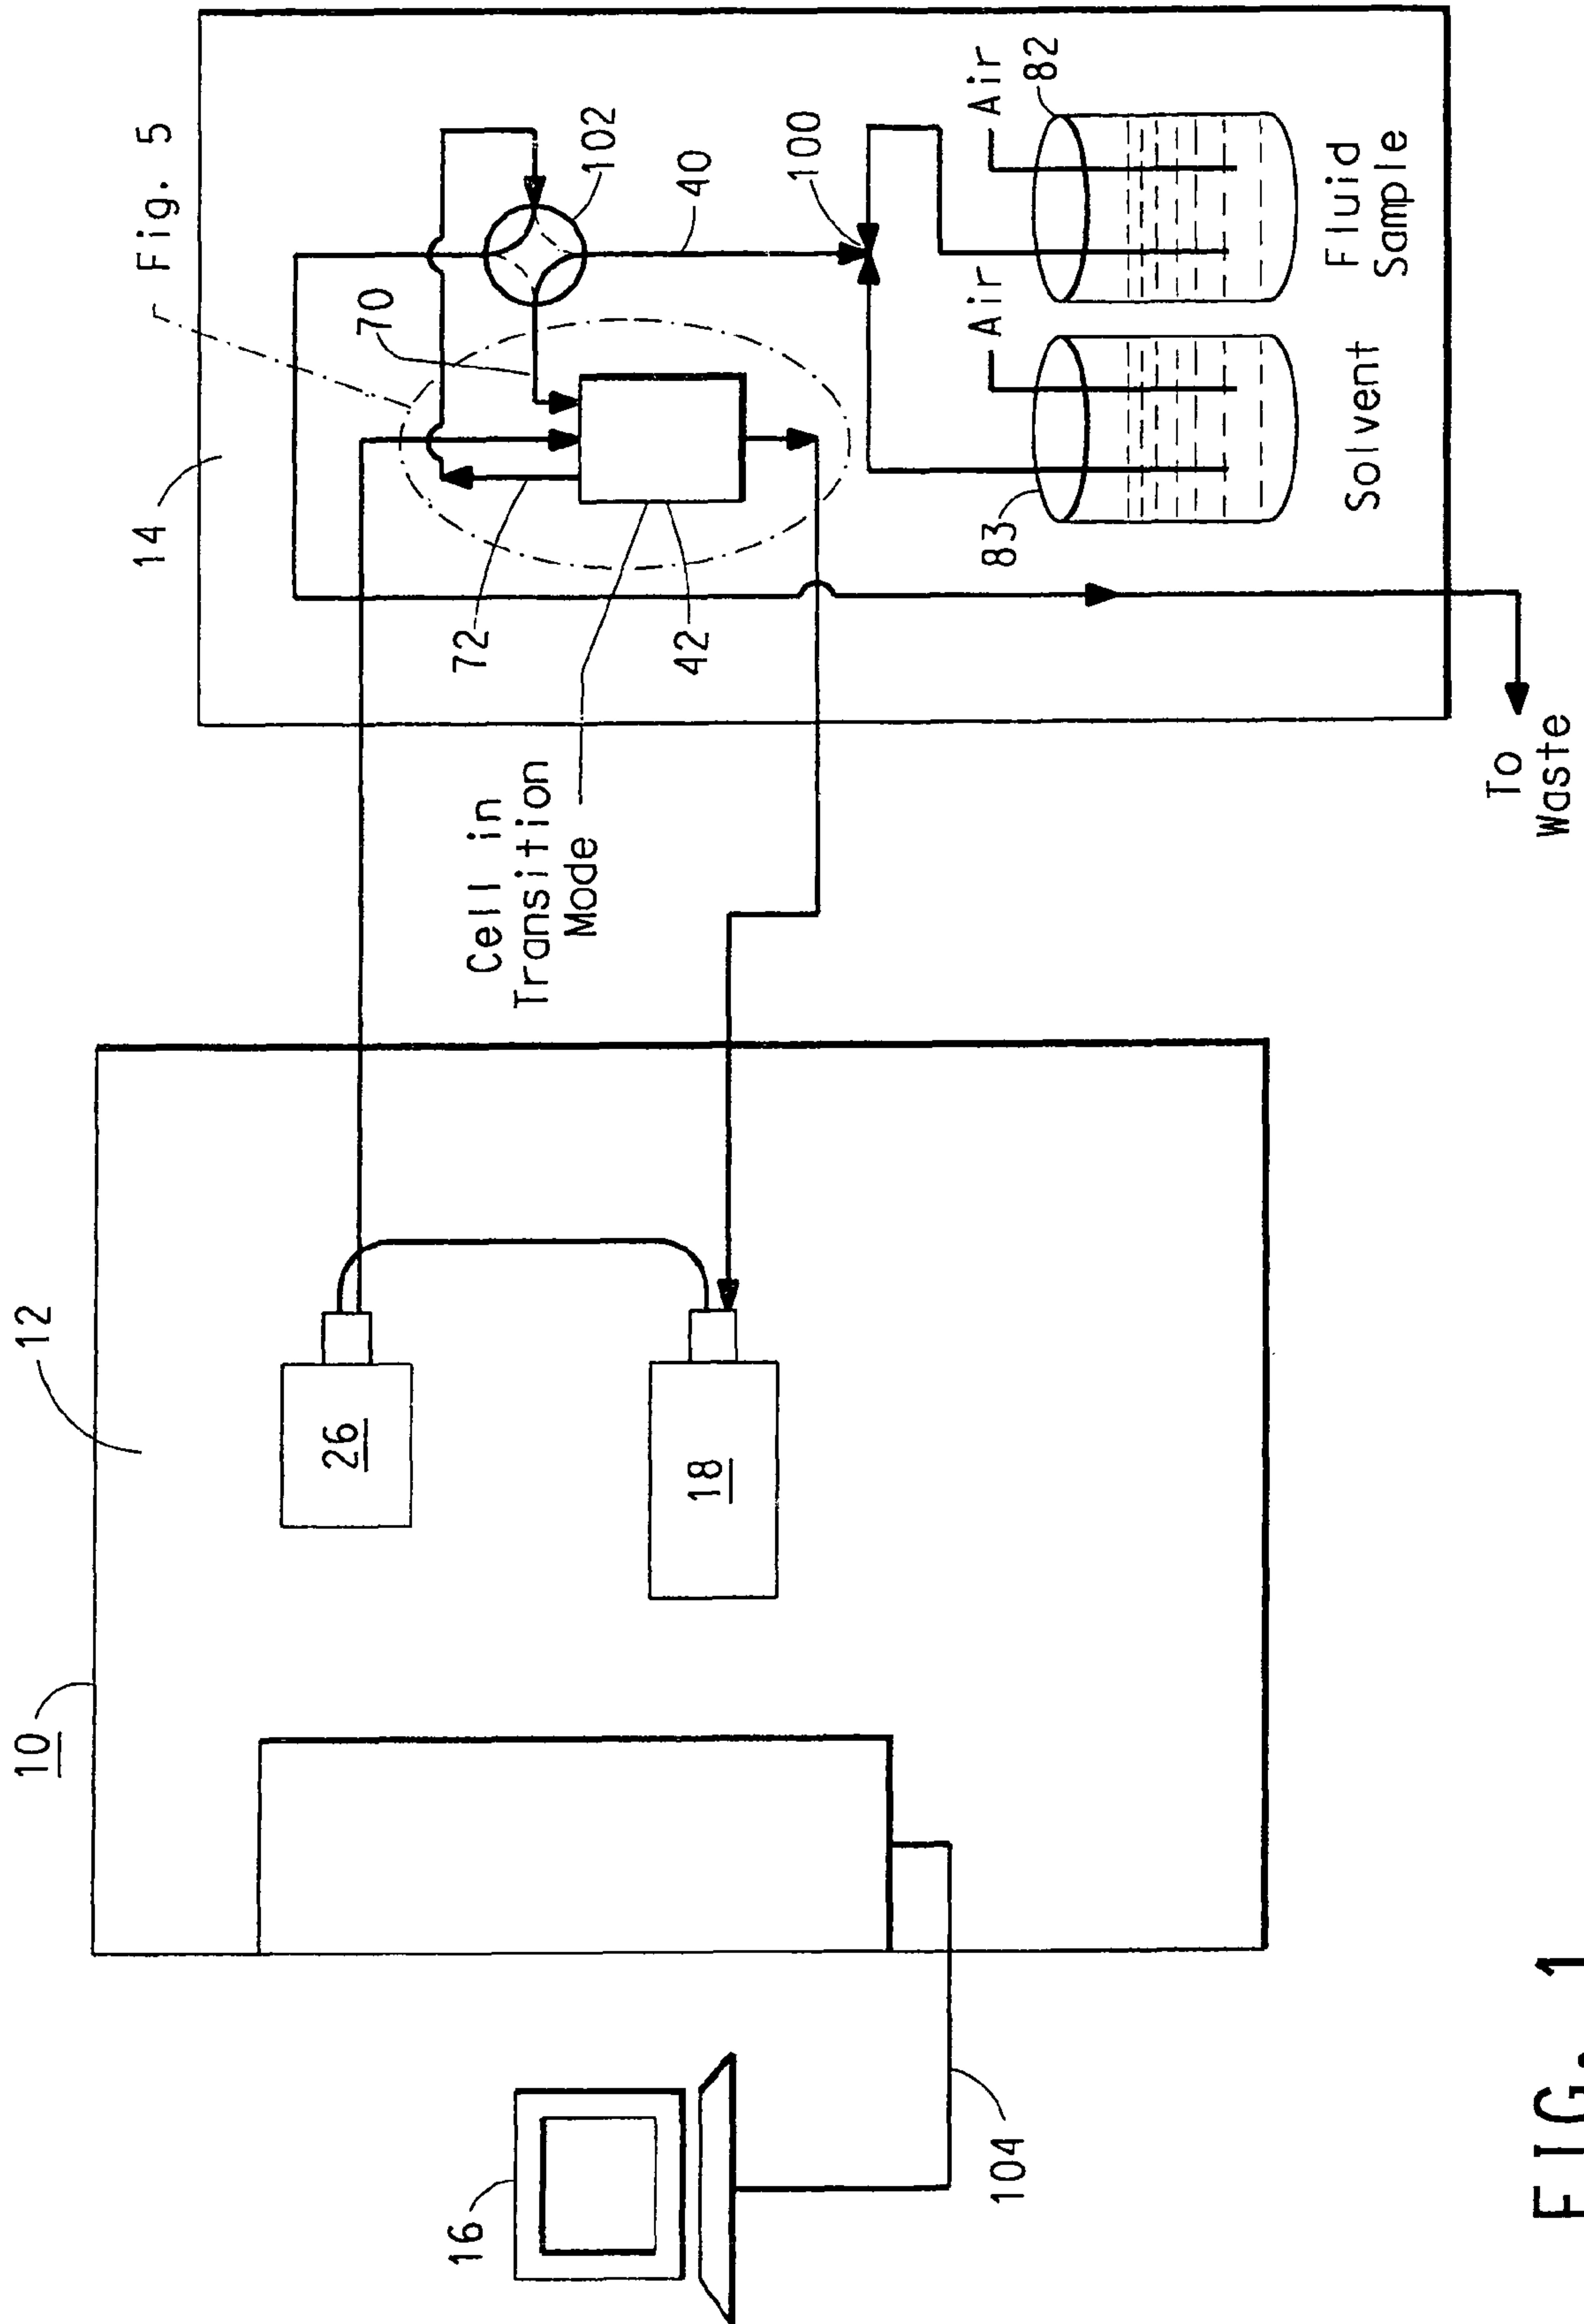 10
12
26
18
16
104
14
Fig. 5
70
72
42
102
40
100
Cell in
Transition
Mode
83
82
Air
Air
Solvent
Fluid
Sample
To
Waste
FIG. 1